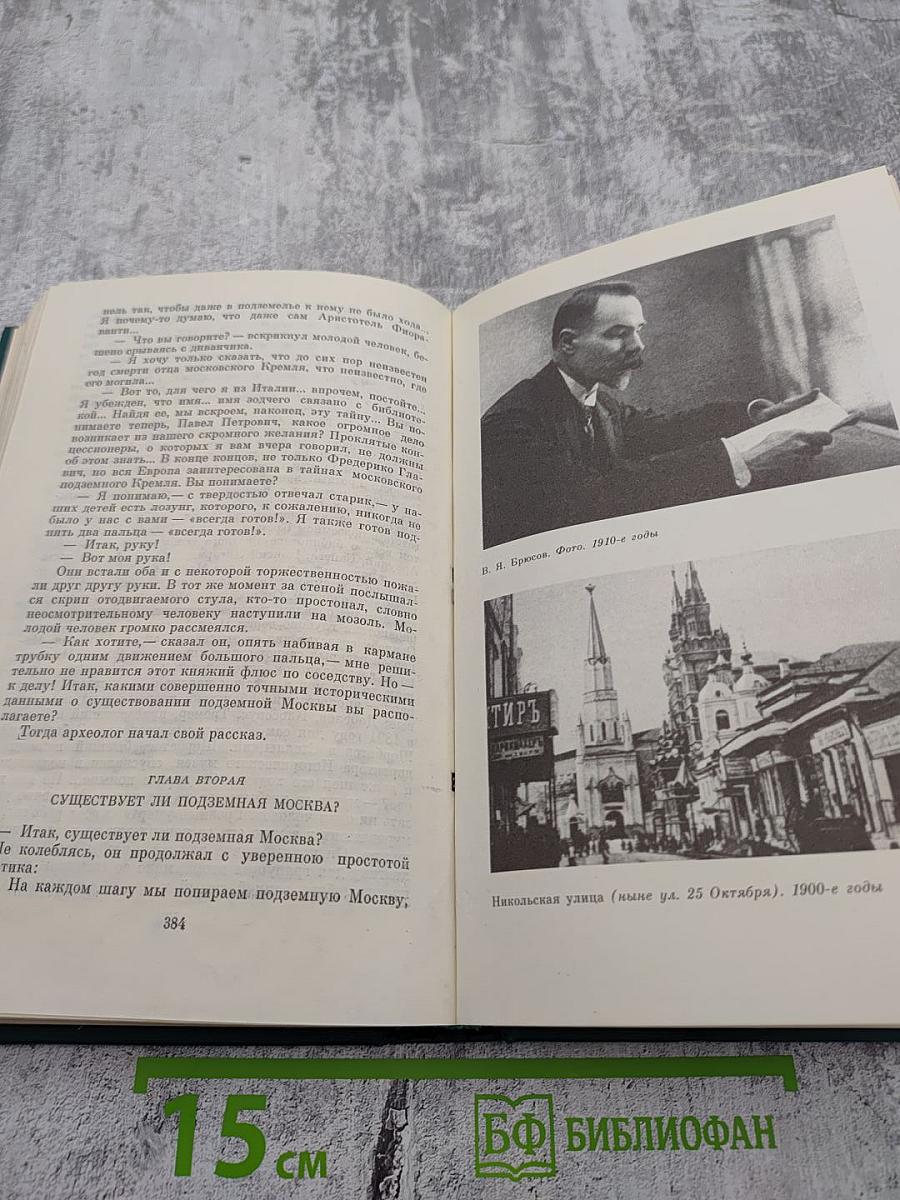 нель так, чтобы даже в подземелье к нему не было хода...
Я почему-то думаю, что даже сам Аристотель Фиора-
ванти...
— Что вы говорите? — вскрикнул молодой человек, бе-
шено срываясь с диванчика.
— Я хочу только сказать, что до сих пор неизвестен
год смерти отца московского Кремля, что неизвестно, где
его могила...
— Вот то, для чего я из Италии... впрочем, постойте...
Я убежден, что имя... имя зодчего связано с библиоте-
кой... Найдя ее, мы вскроем, наконец, эту тайну... Вы по-
нимаете теперь, Павел Петрович, какое огромное дело
возникает из нашего скромного желания? Проклятые кон-
цессионеры, о которых я вам вчера говорил, не должны
об этом знать... В конце концов, не только Фредерико Гла-
вич, но вся Европа заинтересована в тайнах московского
подземного Кремля. Вы понимаете?
— Я понимаю,— с твердостью отвечал старик,— у на-
ших детей есть лозунг, которого, к сожалению, никогда не
было у нас с вами — «всегда готов!». Я также готов под-
нять два пальца — «всегда готов!».
— Итак, руку!
— Вот моя рука!
Они встали оба и с некоторой торжественностью пожа-
ли друг другу руки. В тот же момент за стеной послышал-
ся скрип отодвигаемого стула, кто-то простонал, словно
неосмотрительному человеку наступили на мозоль. Мо-
лодой человек громко рассмеялся.
— Как хотите,— сказал он, опять набивая в кармане
трубку одним движением большого пальца,— мне реши-
тельно не нравится этот княжий флюс по соседству. Но —
к делу! Итак, какими совершенно точными историческими
данными о существовании подземной Москвы вы распо-
лагаете?
Тогда археолог начал свой рассказ.
ГЛАВА ВТОРАЯ
СУЩЕСТВУЕТ ЛИ ПОДЗЕМНАЯ МОСКВА?
— Итак, существует ли подземная Москва?
Не колеблясь, он продолжал с уверенною простотой
тика:
На каждом шагу мы попираем подземную Москву,
384
В. Я. Брюсов. Фото. 1910-е годы
ТИРЪ
Никольская улица (ныне ул. 25 Октября). 1900-е годы
15 см
БФ БИБЛИОФАН